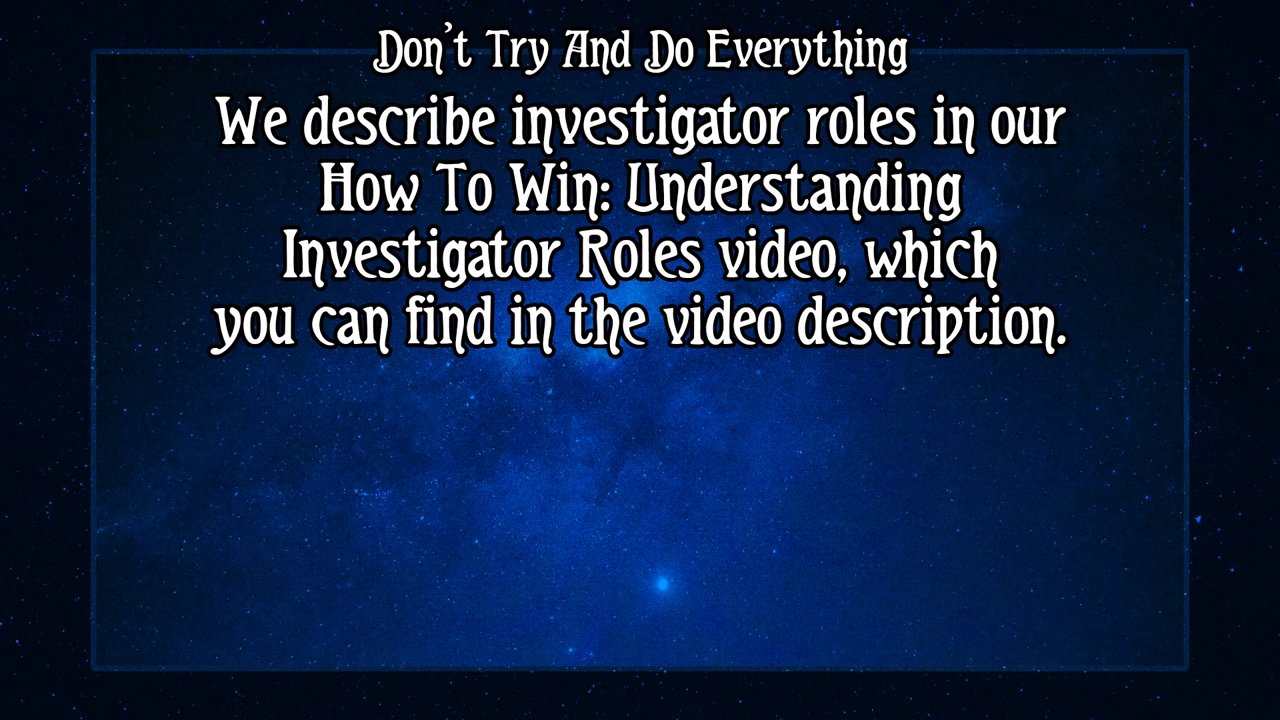 Don't Try And Do Everything
We describe investigator roles in our
How To Win: Understanding
Investigator Roles video, which
you can find in the video description.